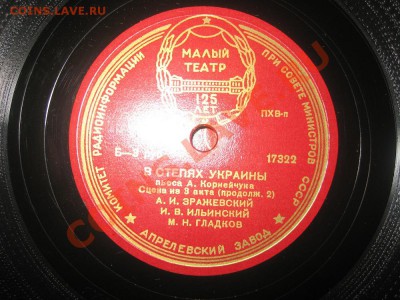 COINS.LAVE.RU
КОМИТЕТ РАДИОИНФОРМАЦИИ ПРИ СОВЕТЕ МИНИСТРОВ СССР
МАЛЫЙ
ТЕАТР
125
ЛЕТ
ПХВ-п
17322
В СТЕПЯХ УКРАИНЫ
пьеса А. Корнейчука
Сцена из 3 акта (продолж. 2)
А. И. ЗРАЖЕВСКИЙ
И. В. ИЛЬИНСКИЙ
М. Н. ГЛАДКОВ
АПРЕЛЕВСКИЙ ЗАВОД